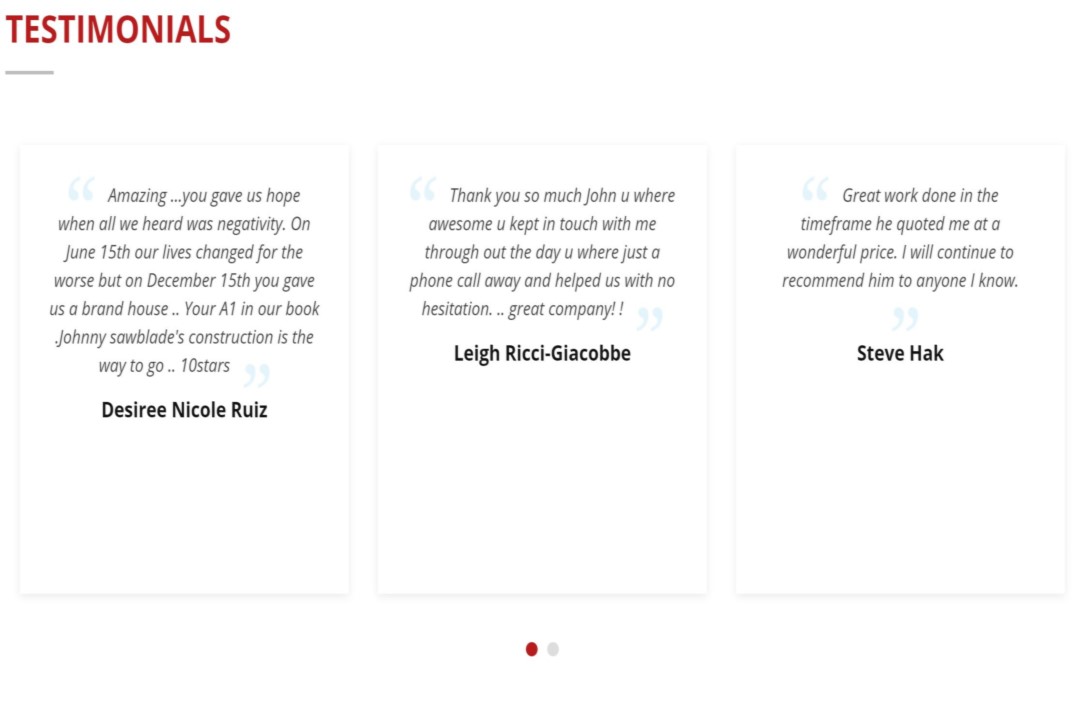 TESTIMONIALS
“ Amazing ...you gave us hope
when all we heard was negativity. On
June 15th our lives changed for the
worse but on December 15th you gave
us a brand house .. Your A1 in our book
.Johnny sawblade's construction is the
way to go .. 10stars ”
Desiree Nicole Ruiz
“ Thank you so much John u where
awesome u kept in touch with me
through out the day u where just a
phone call away and helped us with no
hesitation. .. great company! ! ”
Leigh Ricci-Giacobbe
“ Great work done in the
timeframe he quoted me at a
wonderful price. I will continue to
recommend him to anyone I know.
”
Steve Hak